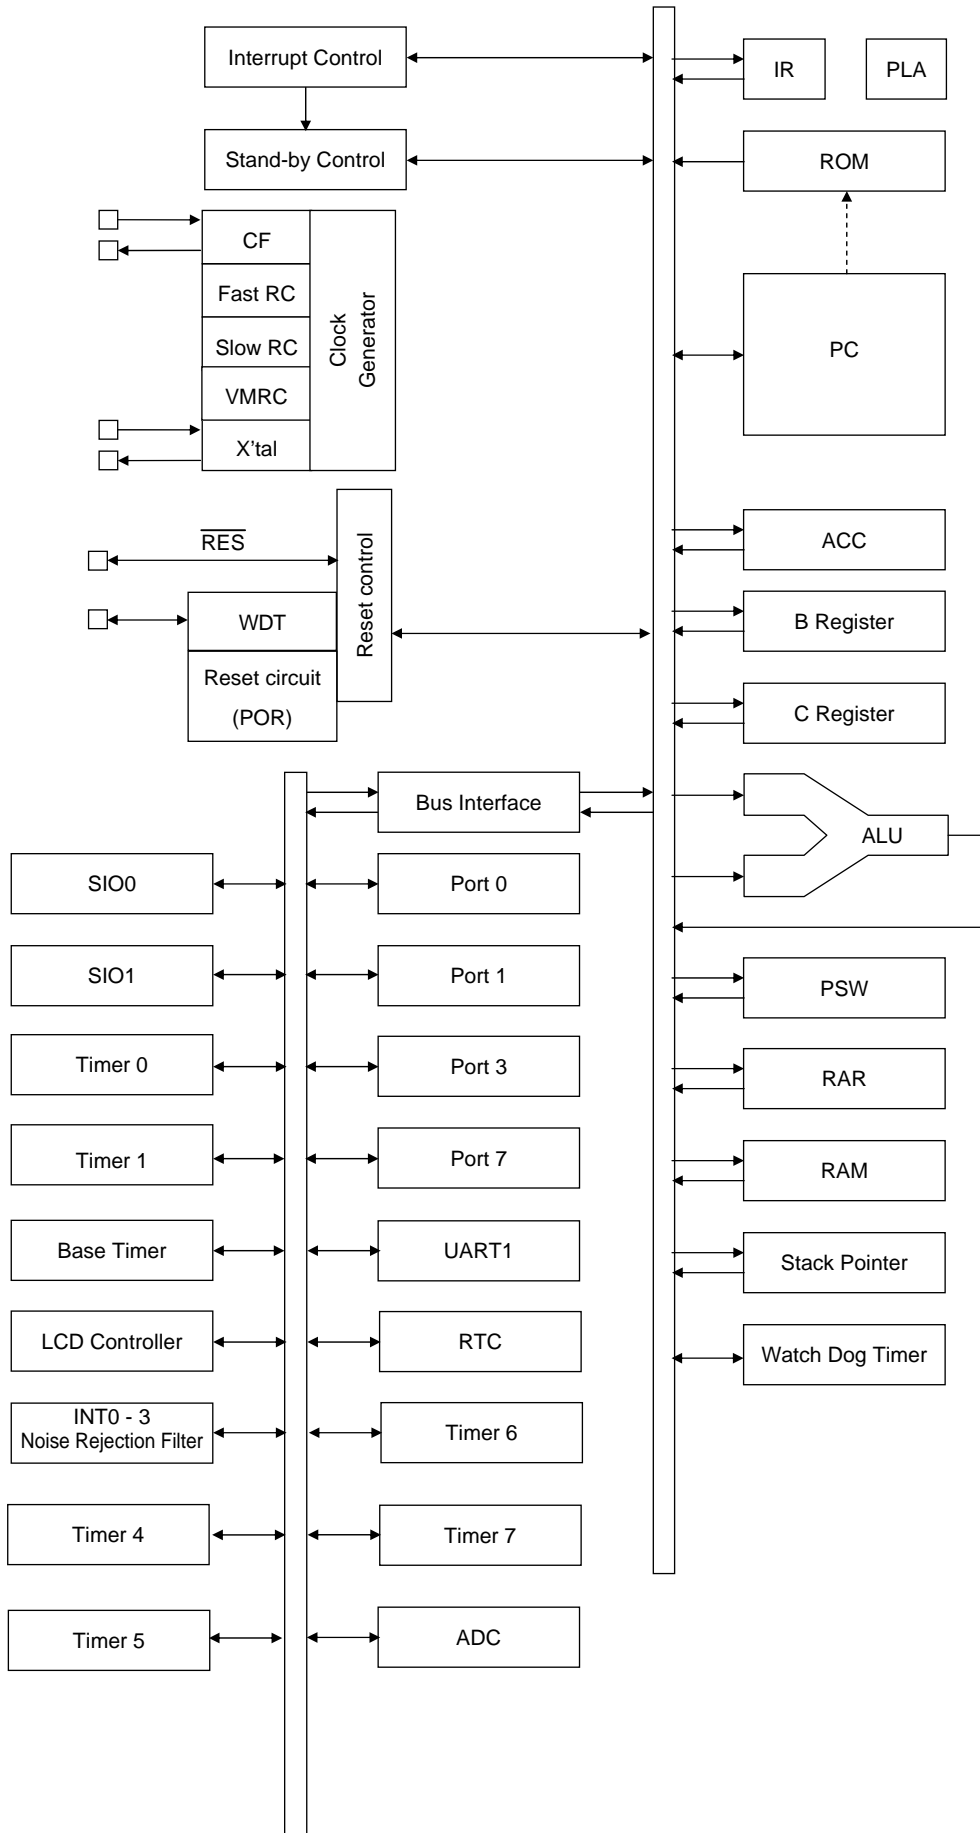 Interrupt Control
IR
PLA
Stand-by Control
ROM
CF
Fast RC
Slow RC
VMRC
X’tal
Clock
Generator
PC
RES
Reset control
WDT
Reset circuit
(POR)
ACC
B Register
C Register
Bus Interface
ALU
SIO0
Port 0
SIO1
Port 1
PSW
Timer 0
Port 3
RAR
Timer 1
Port 7
RAM
Base Timer
UART1
Stack Pointer
LCD Controller
RTC
Watch Dog Timer
INT0 - 3
Noise Rejection Filter
Timer 6
Timer 4
Timer 7
Timer 5
ADC